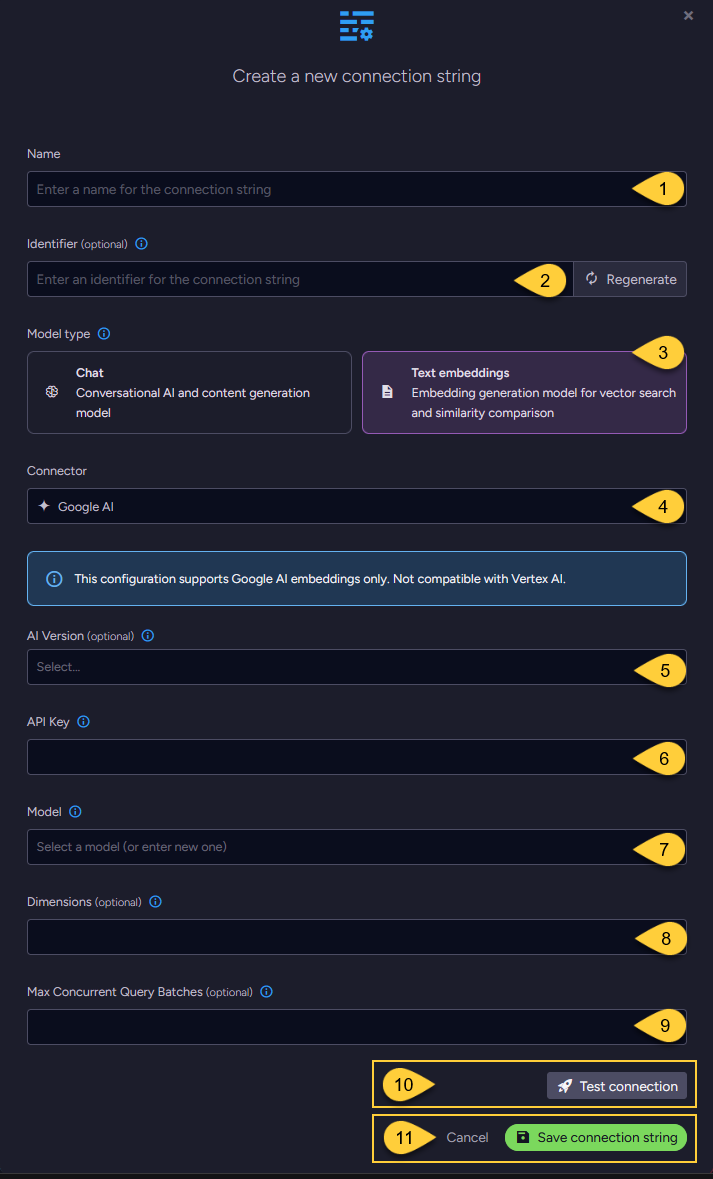 Create a new connection string
Name
Enter a name for the connection string
1
Identifier (optional)
Enter an identifier for the connection string
2
Regenerate
Model type
3
Chat
Conversational AI and content generation
model
Text embeddings
Embedding generation model for vector search
and similarity comparison
Connector
Google AI
4
This configuration supports Google AI embeddings only. Not compatible with Vertex AI.
AI Version (optional)
Select...
5
API Key
6
Model
Select a model (or enter new one)
7
Dimensions (optional)
8
Max Concurrent Query Batches (optional)
9
10
Test connection
11
Cancel
Save connection string